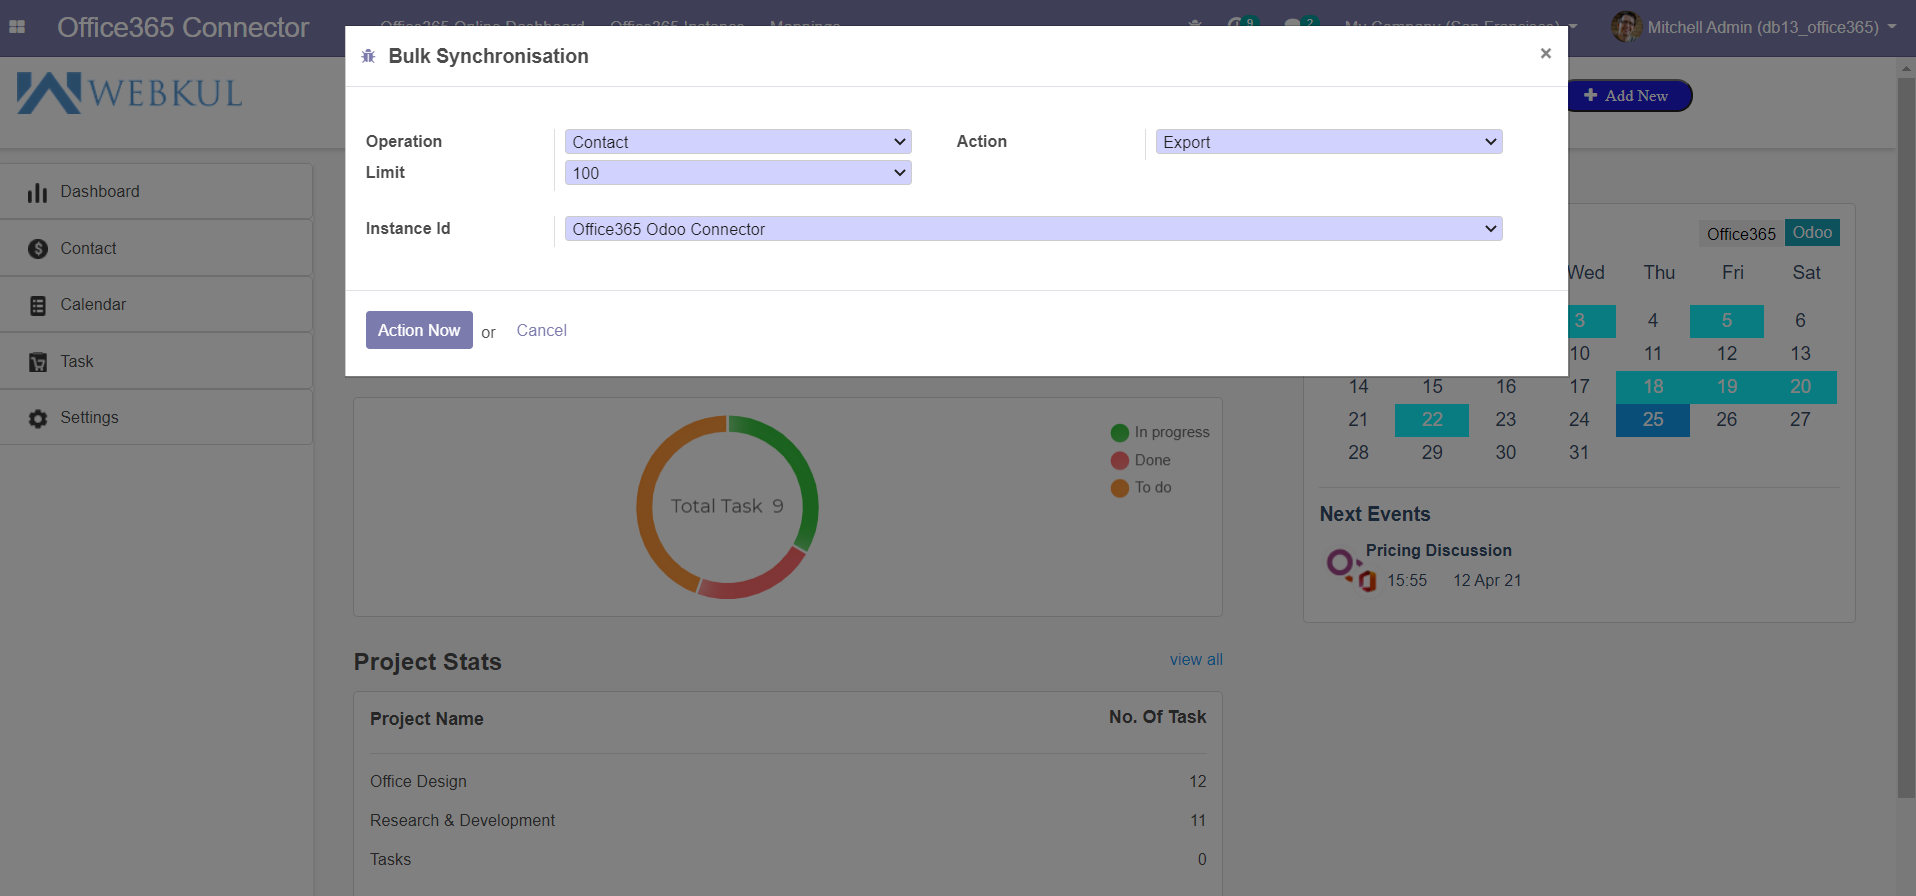 Office365 Connector
Office365 Online Dashboard Office365 Instance Mappings
9 2 My Company (San Francisco) Mitchell Admin (db13_office365)
WEBKUL
Bulk Synchronisation ×
Add New
Operation Contact Action Export
Limit 100
Instance Id Office365 Odoo Connector
Action Now or Cancel
Dashboard
Contact
Calendar
Task
Settings
Office365 Odoo
Wed Thu Fri Sat
3 4 5 6
10 11 12 13
14 15 16 17 18 19 20
21 22 23 24 25 26 27
28 29 30 31
Total Task 9
In progress
Done
To do
Next Events
Pricing Discussion
15:55 12 Apr 21
Project Stats view all
Project Name No. Of Task
Office Design 12
Research & Development 11
Tasks 0